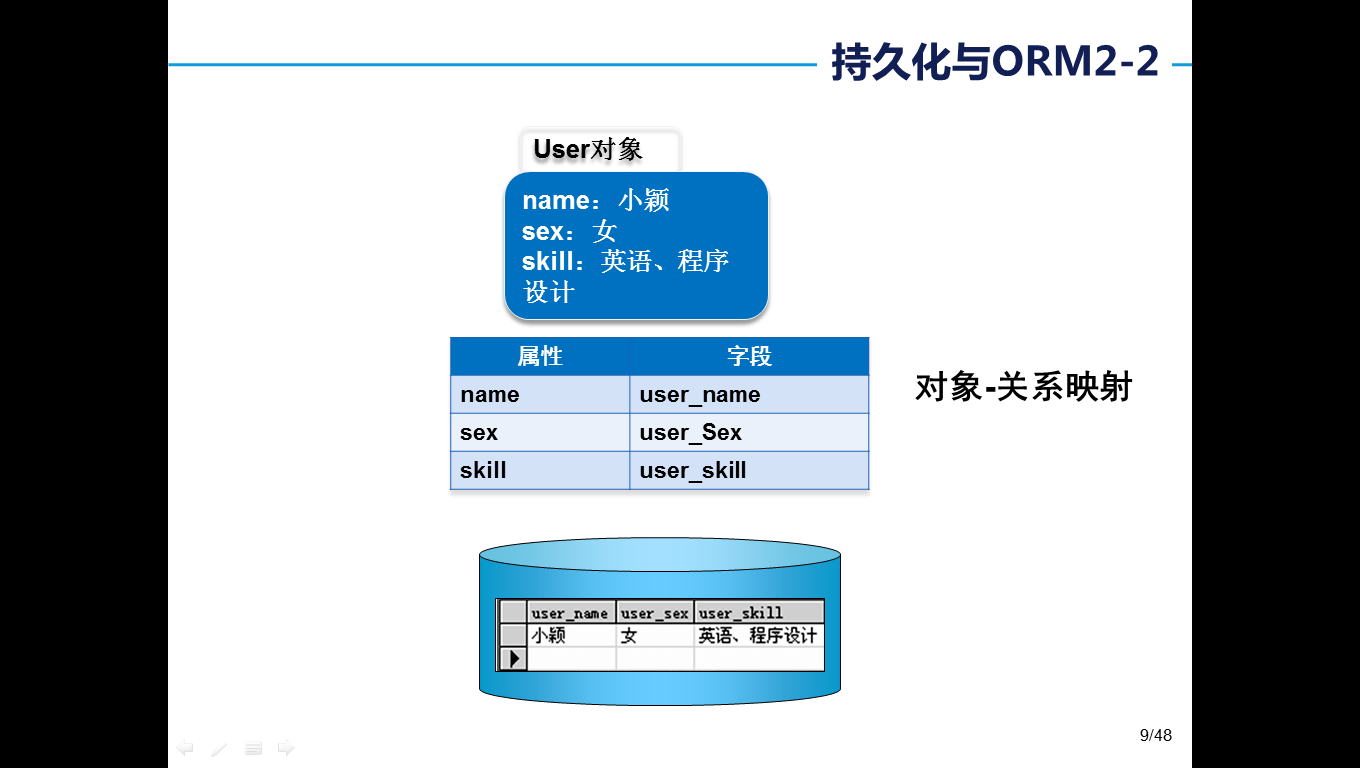 持久化与ORM2-2
User对象
name：小颖
sex：女
skill：英语、程序
设计
属性 字段
name user_name
sex user_Sex
skill user_skill
对象-关系映射
user_name user_sex user_skill
小颖 女 英语、程序设计
9/48